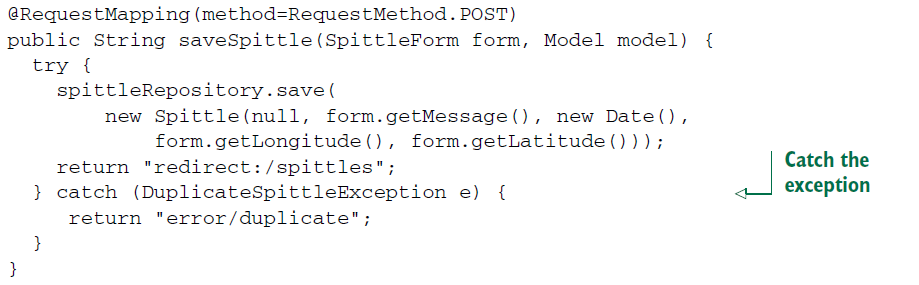 @RequestMapping(method=RequestMethod.POST)
public String saveSpittle(SpittleForm form, Model model) {
  try {
    spittleRepository.save(
        new Spittle(null, form.getMessage(), new Date(),
            form.getLongitude(), form.getLatitude()));
    return "redirect:/spittles";
  } catch (DuplicateSpittleException e) {
     return "error/duplicate";
  }
}
Catch the
exception